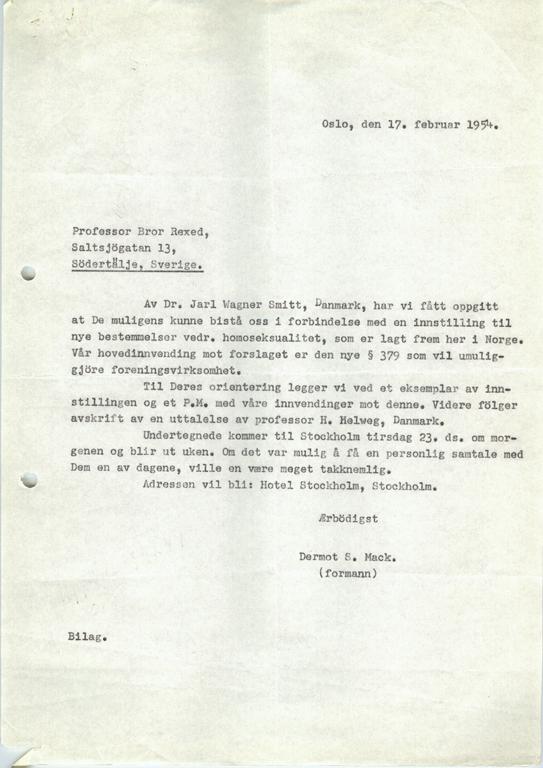 Oslo, den 17. februar 1954.
Professor Bror Rexed,
Saltsjögatan 13,
Södertälje, Sverige.
Av Dr. Jarl Wagner Smitt, Danmark, har vi fått oppgitt
at De muligens kunne bistå oss i forbindelse med en innstilling til
nye bestemmelser vedr. homoseksualitet, som er lagt frem her i Norge.
Vår hovedinnvending mot forslaget er den nye § 379 som vil umulig-
gjöre foreningsvirksomhet.
Til Deres orientering legger vi ved et eksemplar av inn-
stillingen og et P.M. med våre innvendinger mot denne. Videre fölger
avskrift av en uttalelse av professor H. Helweg, Danmark.
Undertegnede kommer til Stockholm tirsdag 23. ds. om mor-
genen og blir ut uken. Om det var mulig å få en personlig samtale med
Dem en av dagene, ville en være meget takknemlig.
Adressen vil bli: Hotel Stockholm, Stockholm.
Ærbödigst
Dermot S. Mack.
(formann)
Bilag.